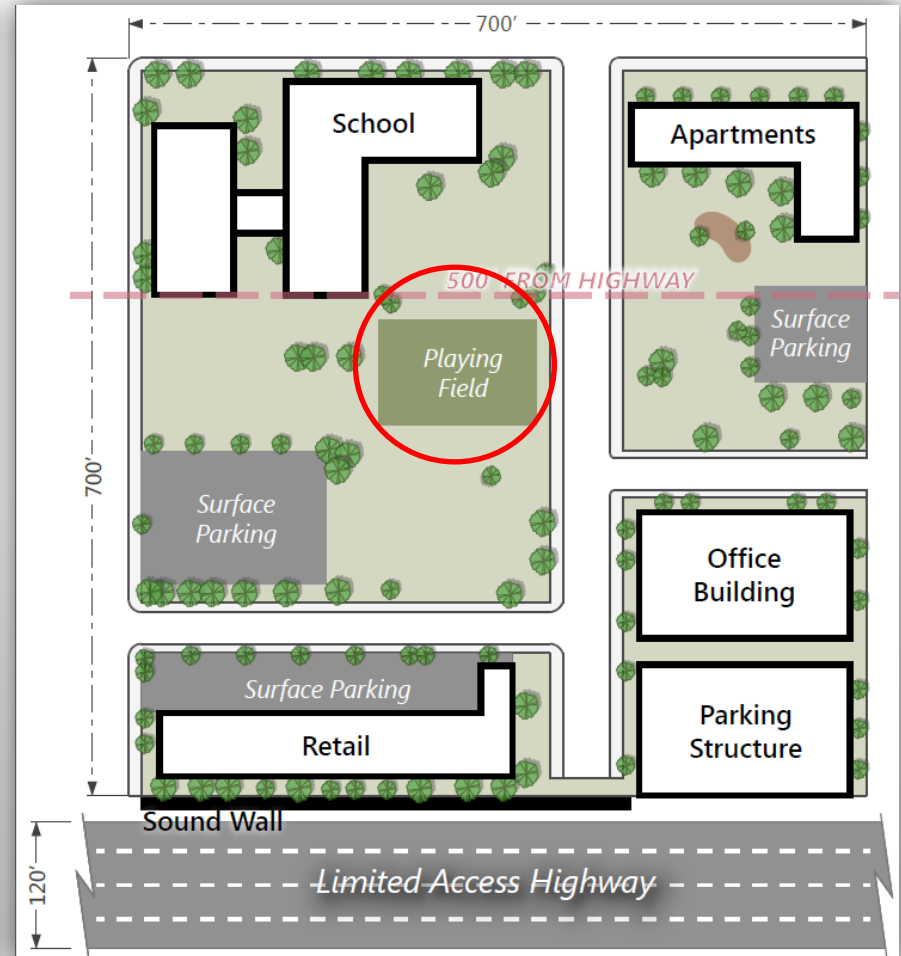 700’
School
Apartments
500’ FROM HIGHWAY
Playing
Field
Surface
Parking
700’
Surface
Parking
Office
Building
Surface Parking
Retail
Parking
Structure
Sound Wall
Limited Access Highway
120’